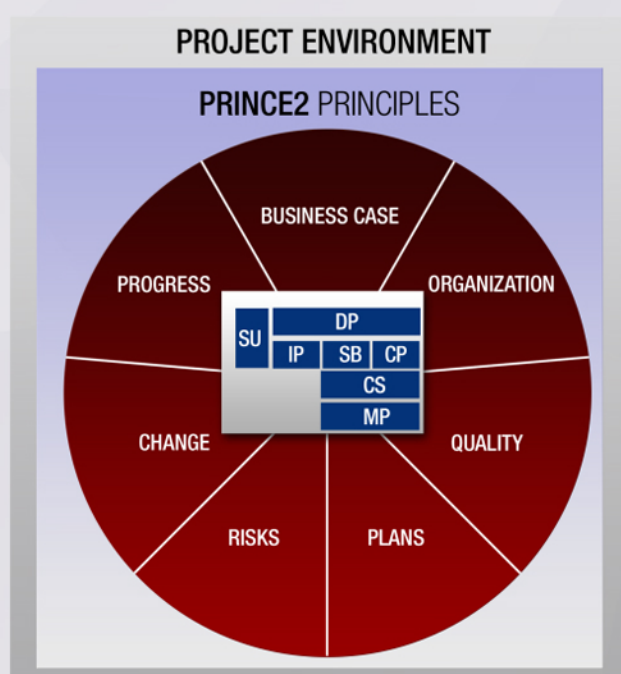 PROJECT ENVIRONMENT
PRINCE2 PRINCIPLES
BUSINESS CASE
PROGRESS
ORGANIZATION
SU
DP
IP
SB
CP
CS
MP
CHANGE
QUALITY
RISKS
PLANS